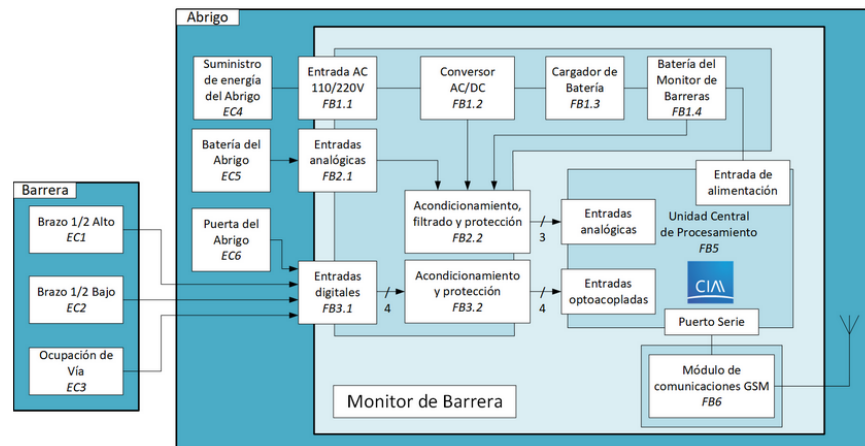 Abrigo
Suministro
de energía
del Abrigo
EC4
Entrada AC
110/220V
FB1.1
Conversor
AC/DC
FB1.2
Cargador de
Batería
FB1.3
Batería del
Monitor de
Barreras
FB1.4
Batería del
Abrigo
EC5
Entradas
analógicas
FB2.1
Entrada de
alimentación
Barrera
Brazo 1/2 Alto
EC1
Puerta del
Abrigo
EC6
Acondicionamiento,
filtrado y protección
FB2.2
3
Entradas
analógicas
Unidad Central
de Procesamiento
FB5
Brazo 1/2 Bajo
EC2
Entradas
digitales
FB3.1
4
Acondicionamiento
y protección
FB3.2
4
Entradas
optoacopladas
CIAA
Puerto Serie
Ocupación de
Vía
EC3
Módulo de
comunicaciones GSM
FB6
Monitor de Barrera